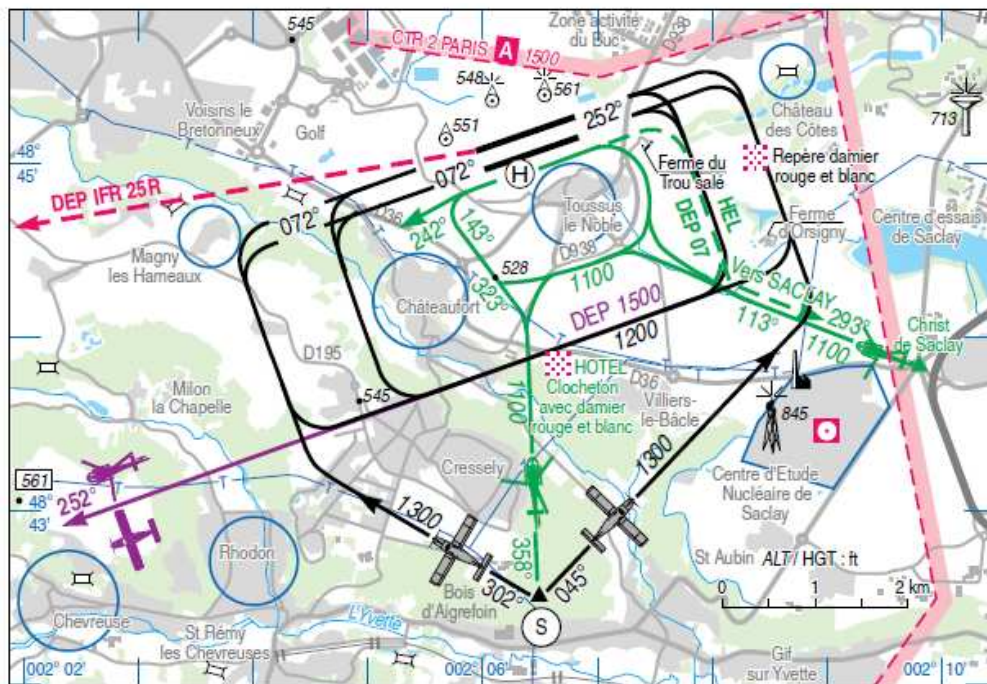 545
CTR 2 PARIS A 1500
Zone activité
du Buc
D938
548
561
551
Voisins le
Bretonneux
Golf
Château
des Côtes
713
48°
45'
252°
072°
H
Ferme du
Trou salé
Repère damier
rouge et blanc
DEP IFR 25R
072°
D36
242°
143°
Toussus
le Noble
HEL
DEP 07
Ferme
d'Orsigny
Centre d'essais
de Saclay
Magny
les Hameaux
D938
528
1100
323°
Châteaufort
DEP 1500
1200
Vers SACLAY
293°
113°
1100
Christ
de Saclay
D195
HOTEL
Clocheton
avec damier
rouge et blanc
D36
Villiers-
le-Bâcle
Milon
la Chapelle
545
1100
845
Cressely
1300
Centre d'Etude
Nucléaire de
Saclay
561
48°
43'
252°
1300
Rhodon
358°
St Aubin
ALT / HGT : ft
0 1 2 km
302°
045°
Bois
d'Aigrefoin
S
Chevreuse
L'Yvette
St Rémy
les Chevreuses
Gif
sur Yvette
002° 02'
002° 06'
002° 10'